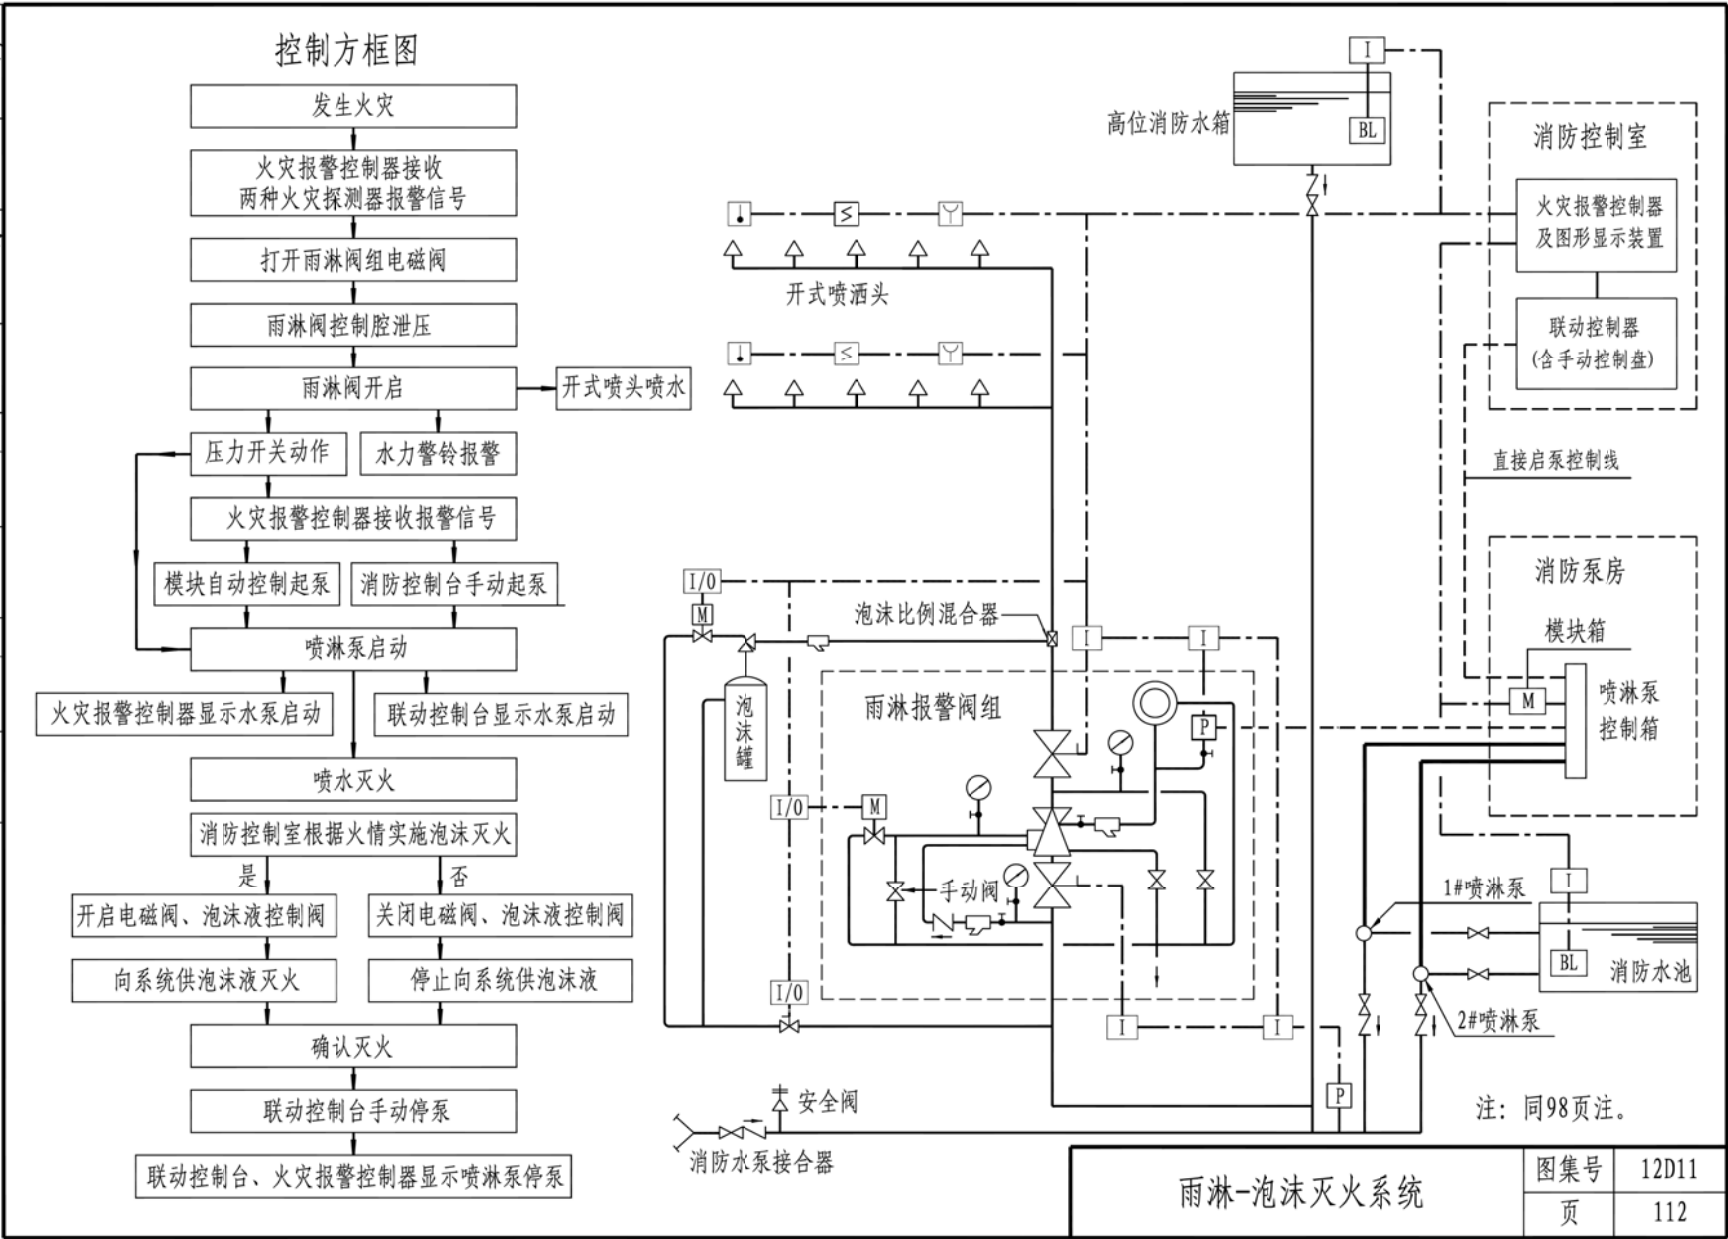 控制方框图
发生火灾
火灾报警控制器接收
两种火灾探测器报警信号
打开雨淋阀组电磁阀
雨淋阀控制腔泄压
雨淋阀开启
开式喷头喷水
压力开关动作
水力警铃报警
火灾报警控制器接收报警信号
模块自动控制起泵
消防控制台手动起泵
喷淋泵启动
火灾报警控制器显示水泵启动
联动控制台显示水泵启动
喷水灭火
消防控制室根据火情实施泡沫灭火
是
否
开启电磁阀、泡沫液控制阀
关闭电磁阀、泡沫液控制阀
向系统供泡沫液灭火
停止向系统供泡沫液
确认灭火
联动控制台手动停泵
联动控制台、火灾报警控制器显示喷淋泵停泵
I
高位消防水箱
BL
开式喷洒头
消防控制室
火灾报警控制器
及图形显示装置
联动控制器
(含手动控制盘)
直接启泵控制线
消防泵房
模块箱
M
喷淋泵
控制箱
I/O
M
泡沫比例混合器
I
I
泡沫罐
雨淋报警阀组
P
I/O
M
手动阀
I/O
I
I
P
1#喷淋泵
I
BL
消防水池
2#喷淋泵
安全阀
消防水泵接合器
注：同98页注。
雨淋-泡沫灭火系统
图集号
12D11
页
112